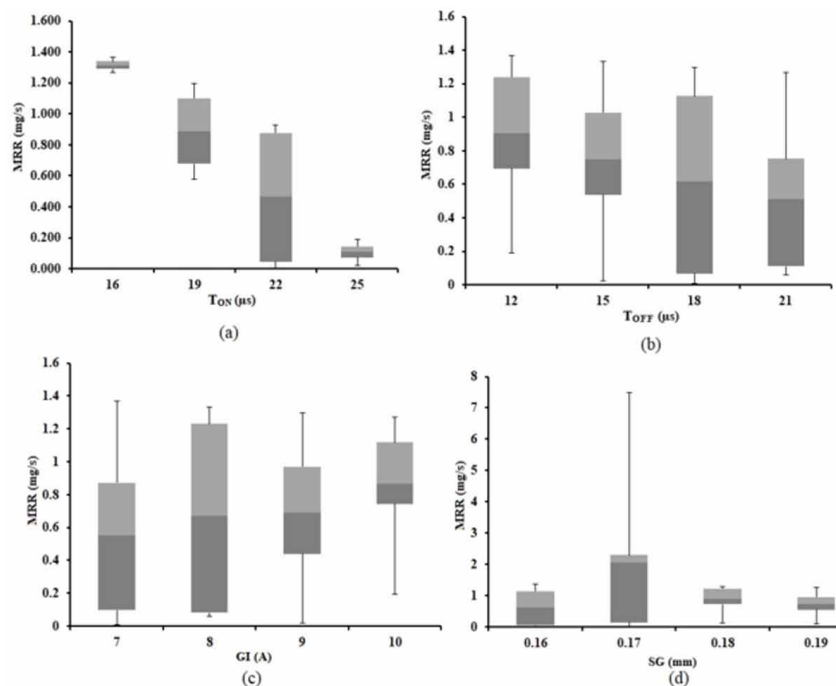 1.600
1.400
1.200
1.000
0.800
0.600
0.400
0.200
0.000
MRR (mg/s)
16 19 22 25
TON (µs)
(a)
1.6
1.4
1.2
1
0.8
0.6
0.4
0.2
0
MRR (mg/s)
12 15 18 21
TOFF (µs)
(b)
1.6
1.4
1.2
1
0.8
0.6
0.4
0.2
0
MRR (mg/s)
7 8 9 10
GI (A)
(c)
8
7
6
5
4
3
2
1
0
MRR (mg/s)
0.16 0.17 0.18 0.19
SG (mm)
(d)